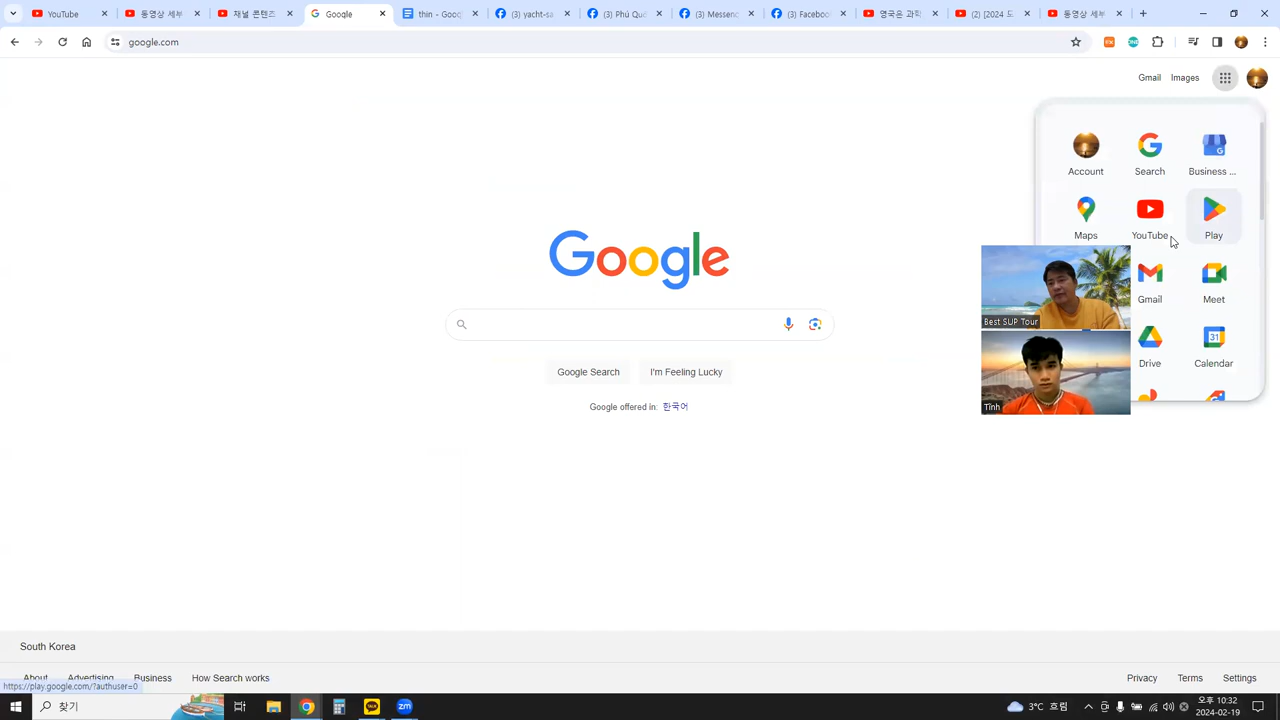 YouTube
동영상 세부
채널 콘텐츠
Google
thin - Goo
(3) yacht-sa
(3) Phú Quố
(3) Messenc
(3) Faceboo
영국은 과학
(2) [2024 도
동영상 세부
google.com
Gmail
Images
Account
Search
Business ...
Maps
YouTube
Play
Gmail
Meet
Drive
Calendar
Best SUP Tour
Tĩnh
Google
Google Search
I'm Feeling Lucky
Google offered in: 한국어
South Korea
About
Advertising
Business
How Search works
Privacy
Terms
Settings
https://play.google.com/?authuser=0
찾기
3°C 흐림
오후 10:32
2024-02-19